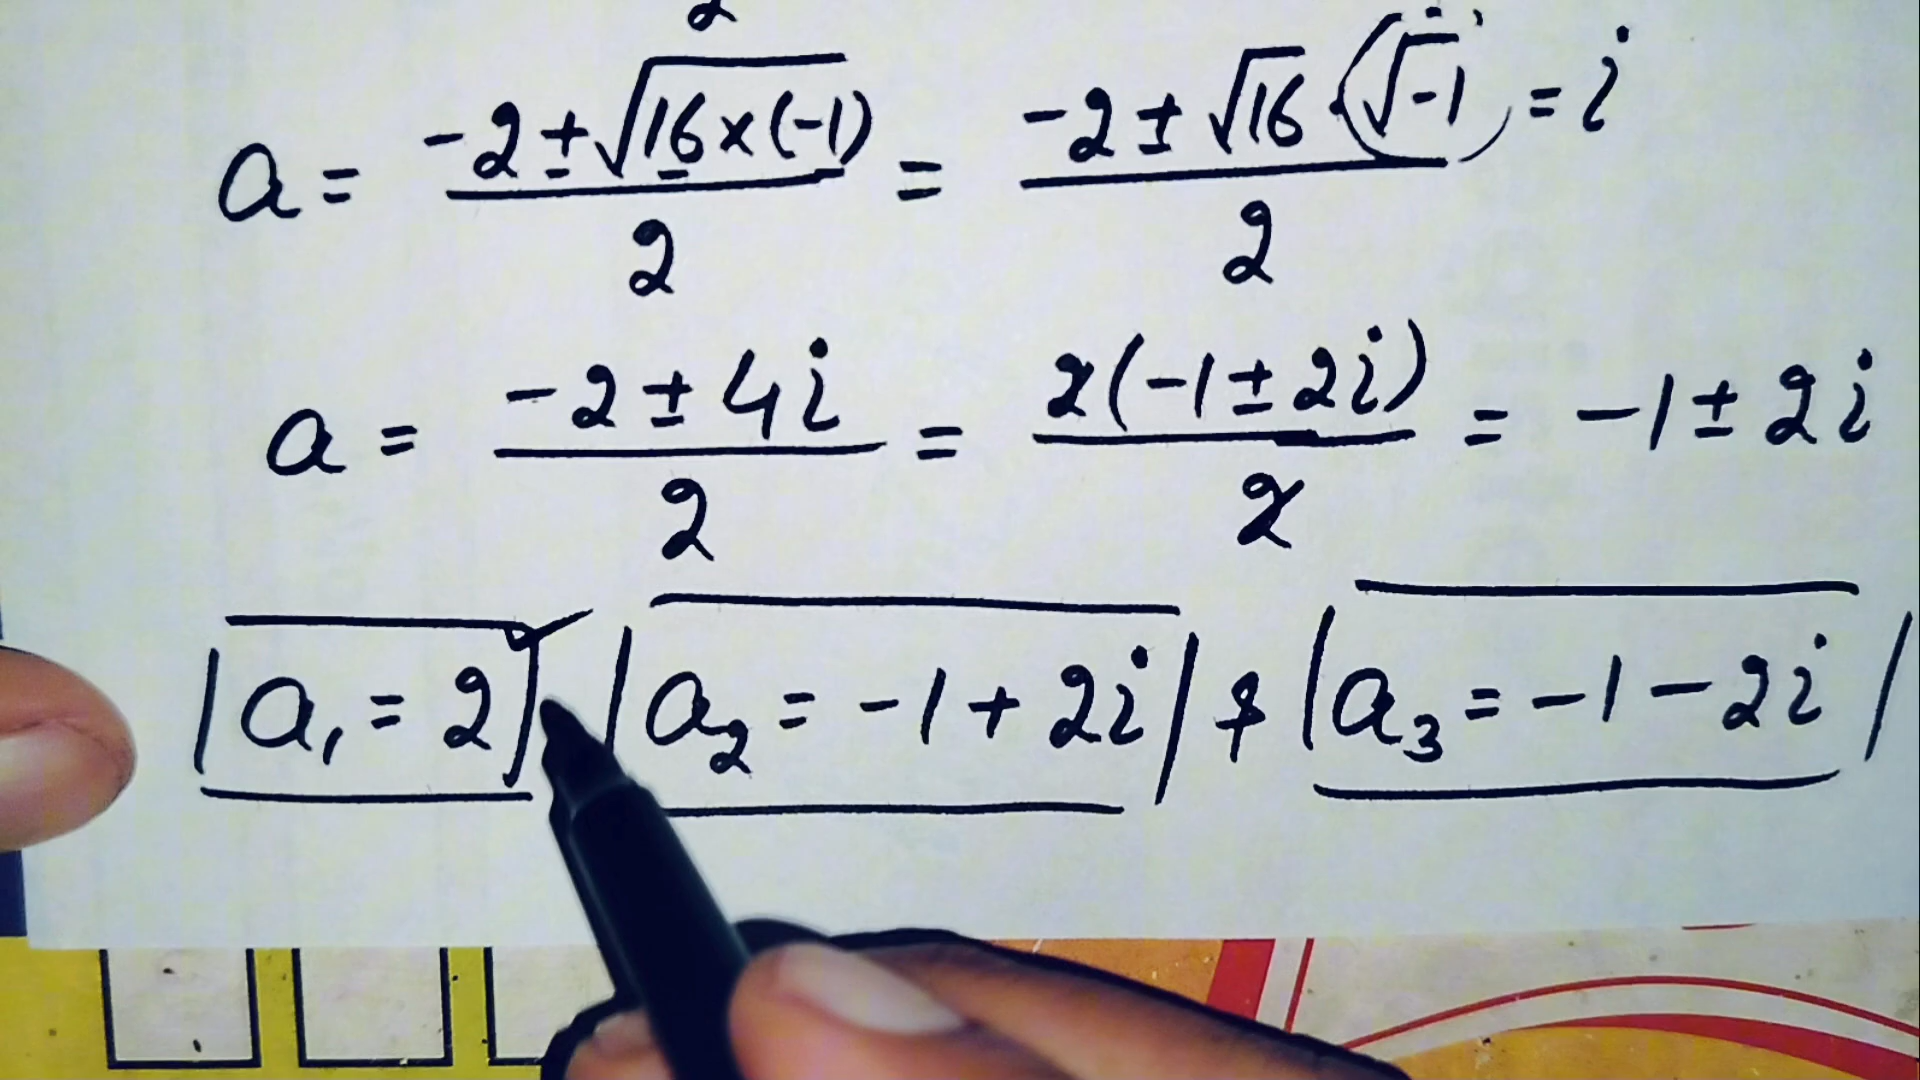 2
a = (-2 ± √(16 × (-1))) / 2 = (-2 ± √16 · (√-1)) / 2 = i
a = (-2 ± 4i) / 2 = 2(-1 ± 2i) / 2 = -1 ± 2i
a₁ = 2 a₂ = -1 + 2i & a₃ = -1 - 2i